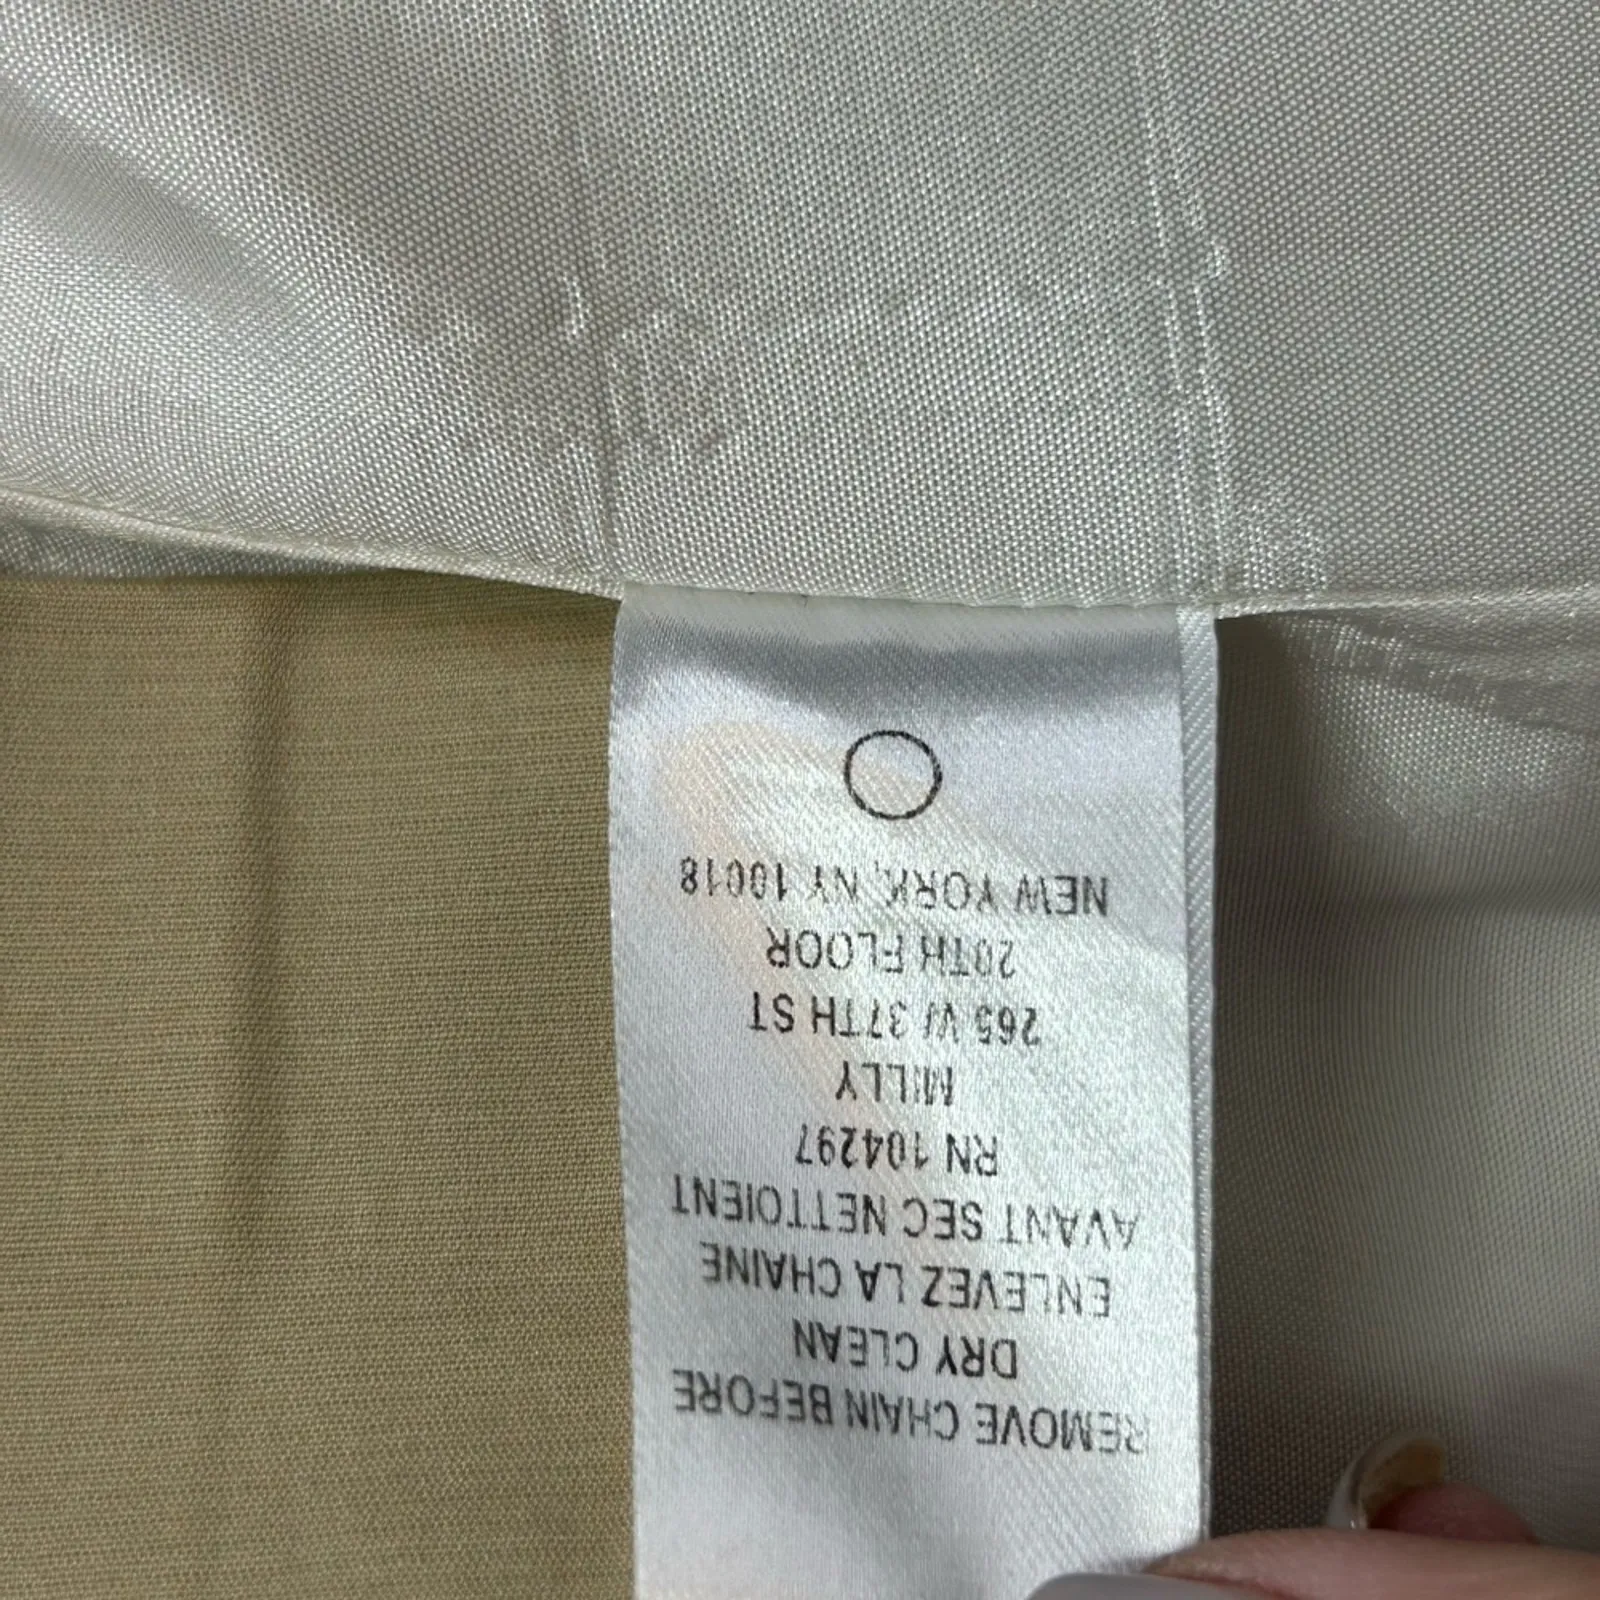 REMOVE CHAIN BEFORE
DRY CLEAN
ENLEVEZ LA CHAINE
AVANT SEC NETTOIENT
RN 104297
MILLY
265 W 37TH ST
20TH FLOOR
NEW YORK, NY 10018